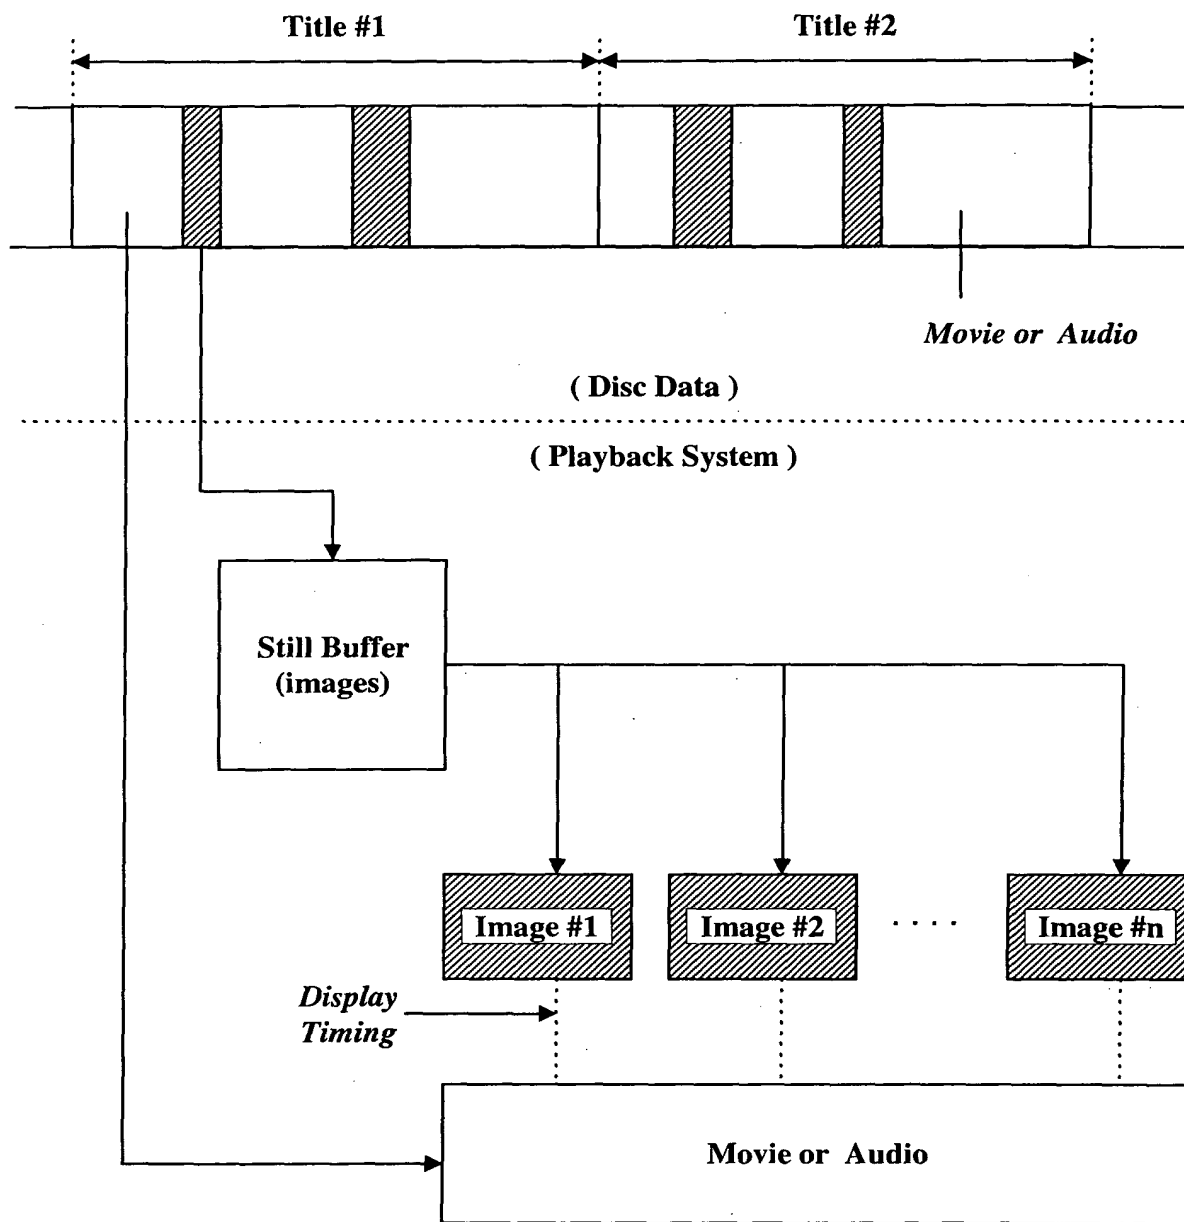 Title #1
Title #2
Movie or Audio
( Disc Data )
( Playback System )
Still Buffer
(images)
Image #1
Image #2
. . . .
Image #n
Display
Timing
Movie or Audio